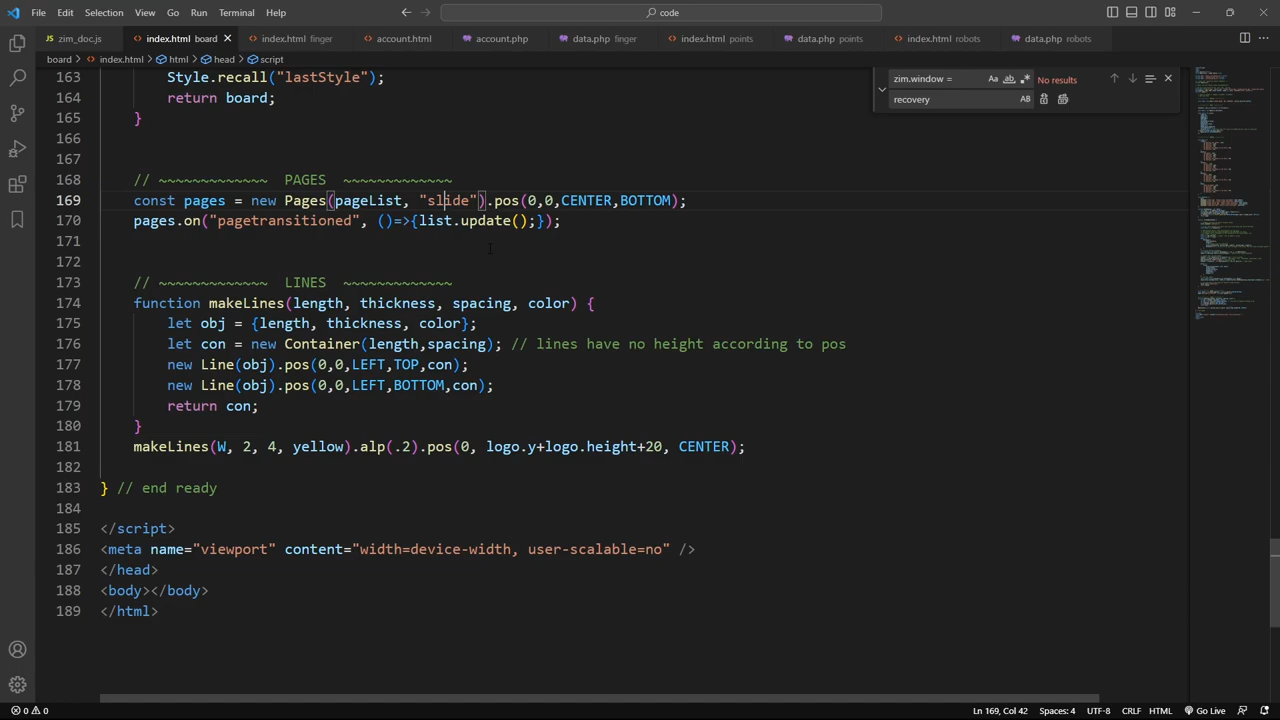 File Edit Selection View Go Run Terminal Help code
zim_doc.js index.html board index.html finger account.html account.php data.php finger index.html points data.php points index.html robots data.php robots
board > index.html > html > head > script
zim.window = Aa ab .* No results
recovery AB
163 Style.recall("lastStyle");
164 return board;
165 }
166
167
168 // ~~~~~~~~~~~~~ PAGES ~~~~~~~~~~~~~
169 const pages = new Pages(pageList, "slide").pos(0,0,CENTER,BOTTOM);
170 pages.on("pagetransitioned", ()=>{list.update();});
171
172
173 // ~~~~~~~~~~~~~ LINES ~~~~~~~~~~~~~
174 function makeLines(length, thickness, spacing, color) {
175 let obj = {length, thickness, color};
176 let con = new Container(length,spacing); // lines have no height according to pos
177 new Line(obj).pos(0,0,LEFT,TOP,con);
178 new Line(obj).pos(0,0,LEFT,BOTTOM,con);
179 return con;
180 }
181 makeLines(W, 2, 4, yellow).alp(.2).pos(0, logo.y+logo.height+20, CENTER);
182
183 } // end ready
184
185 </script>
186 <meta name="viewport" content="width=device-width, user-scalable=no" />
187 </head>
188 <body></body>
189 </html>
0 0 Ln 169, Col 42 Spaces: 4 UTF-8 CRLF HTML Go Live